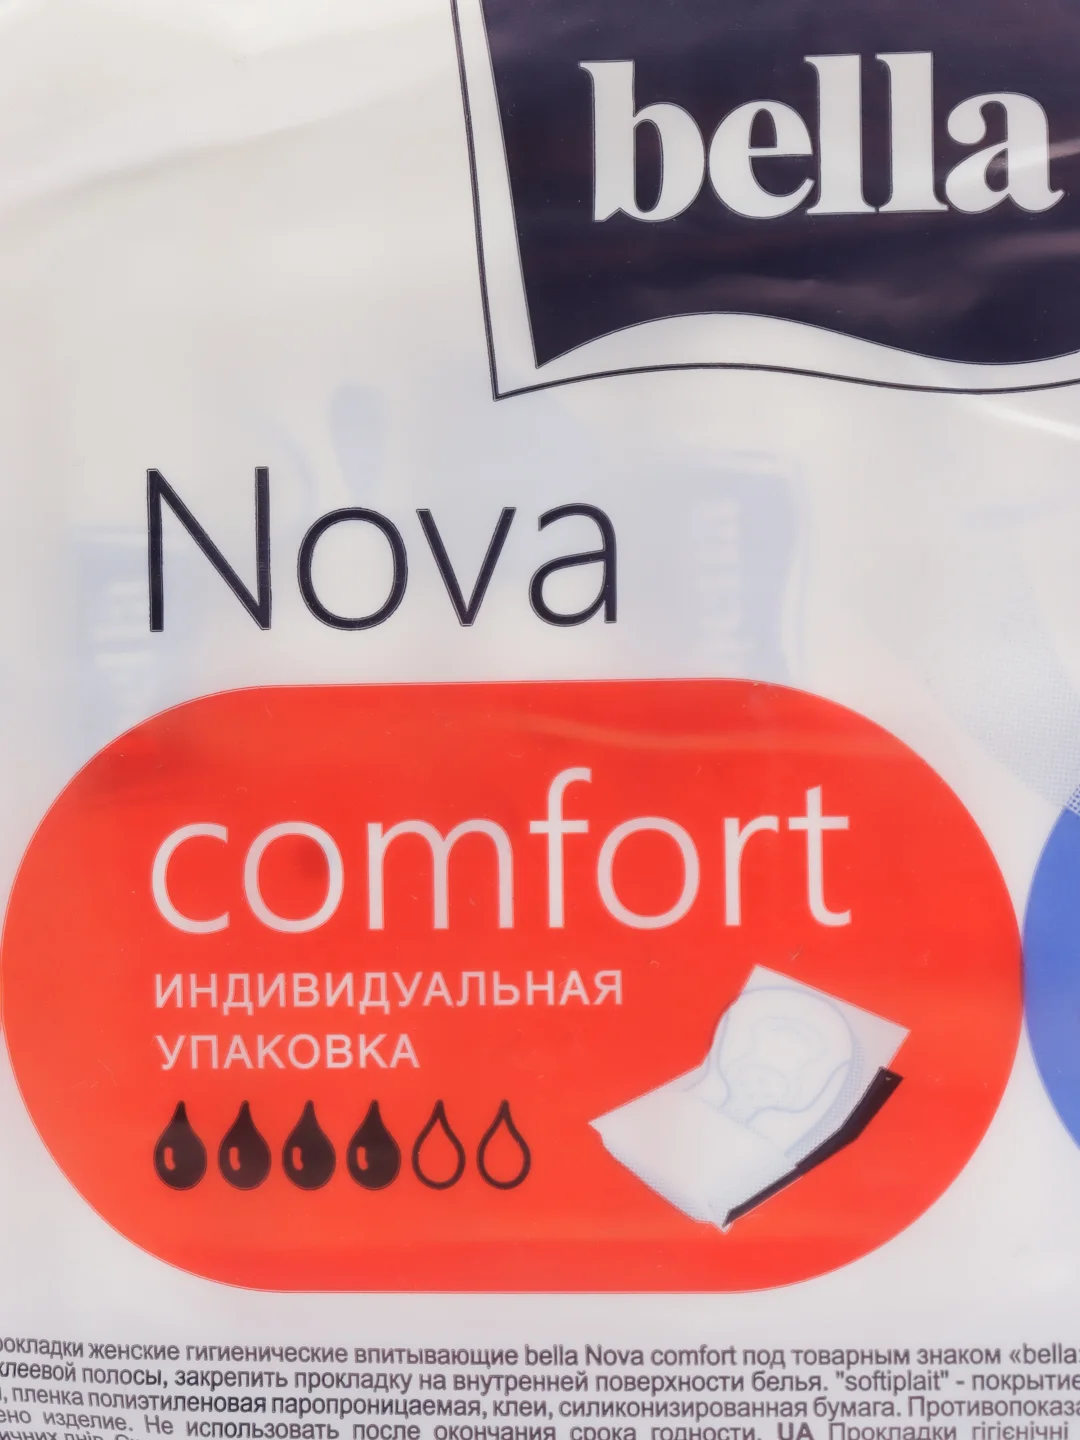 bella
Nova
comfort
ИНДИВИДУАЛЬНАЯ
УПАКОВКА
рокладки женские гигиенические впитывающие bella Nova comfort под товарным знаком «bella»
клеевой полосы, закрепить прокладку на внутренней поверхности белья. "softiplait" - покрытие
, пленка полиэтиленовая паропроницаемая, клеи, силиконизированная бумага. Противопоказа
ено изделие. Не использовать после окончания срока годности. UA Прокладки гігієнічні